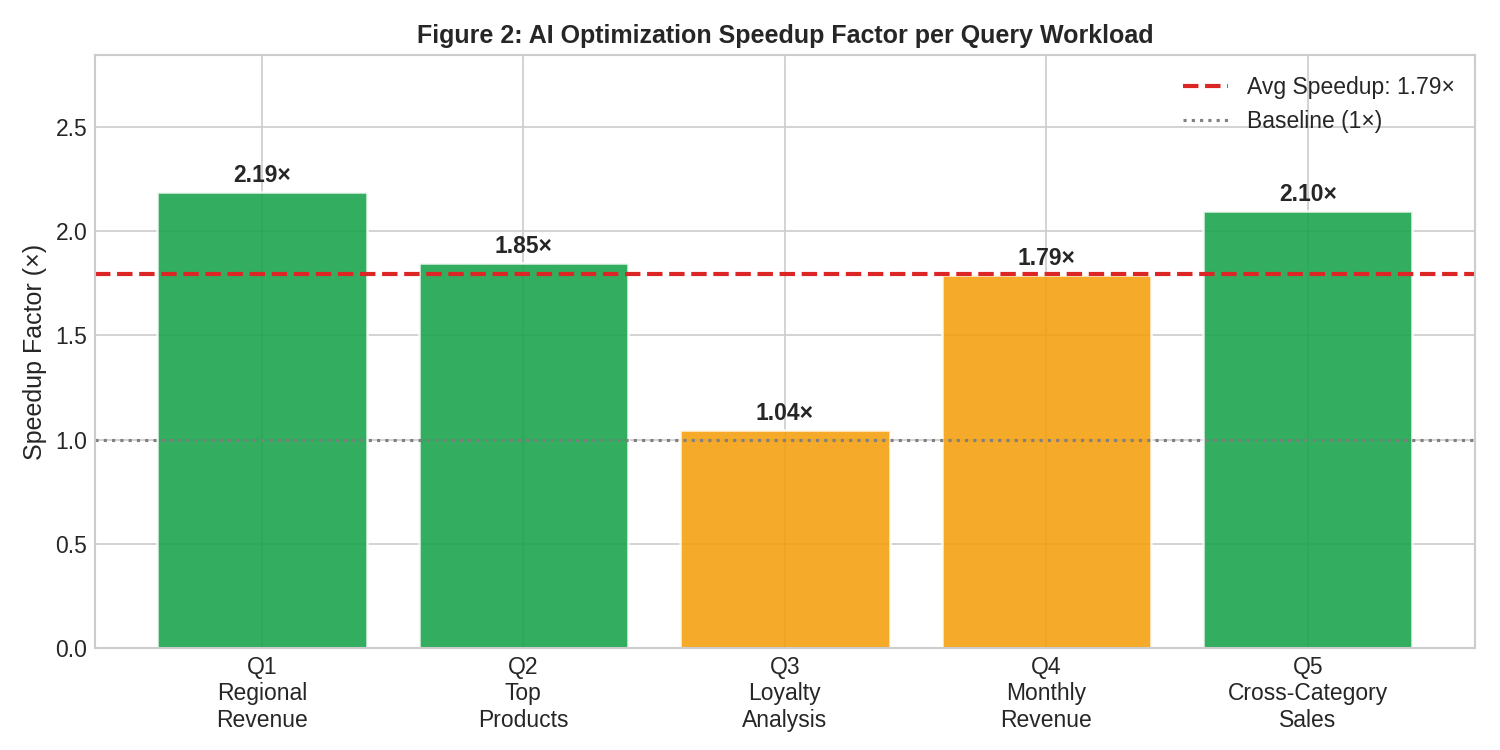 Figure 2: AI Optimization Speedup Factor per Query Workload
Avg Speedup: 1.79×
Baseline (1×)
Speedup Factor (×)
2.5
2.0
1.5
1.0
0.5
0.0
2.19×
1.85×
1.04×
1.79×
2.10×
Q1
Regional
Revenue
Q2
Top
Products
Q3
Loyalty
Analysis
Q4
Monthly
Revenue
Q5
Cross-Category
Sales